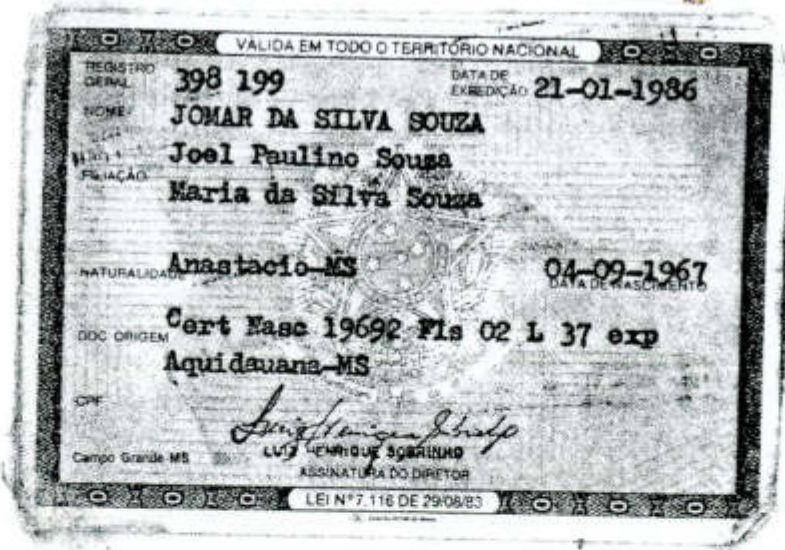 VÁLIDA EM TODO O TERRITÓRIO NACIONAL
REGISTRO GERAL 398 199 DATA DE EXPEDIÇÃO 21-01-1986
NOME JOMAR DA SILVA SOUZA
Joel Paulino Souza
FILIAÇÃO
Maria da Silva Souza
NATURALIDADE Anastacio-MS 04-09-1967
DATA DE NASCIMENTO
DOC ORIGEM Cert Nasc 19692 Fls 02 L 37 exp
Aquidauana-MS
CPF
LUIZ HENRIQUE SOBRINHO
Campo Grande MS
ASSINATURA DO DIRETOR
LEI Nº 7.116 DE 29/08/83